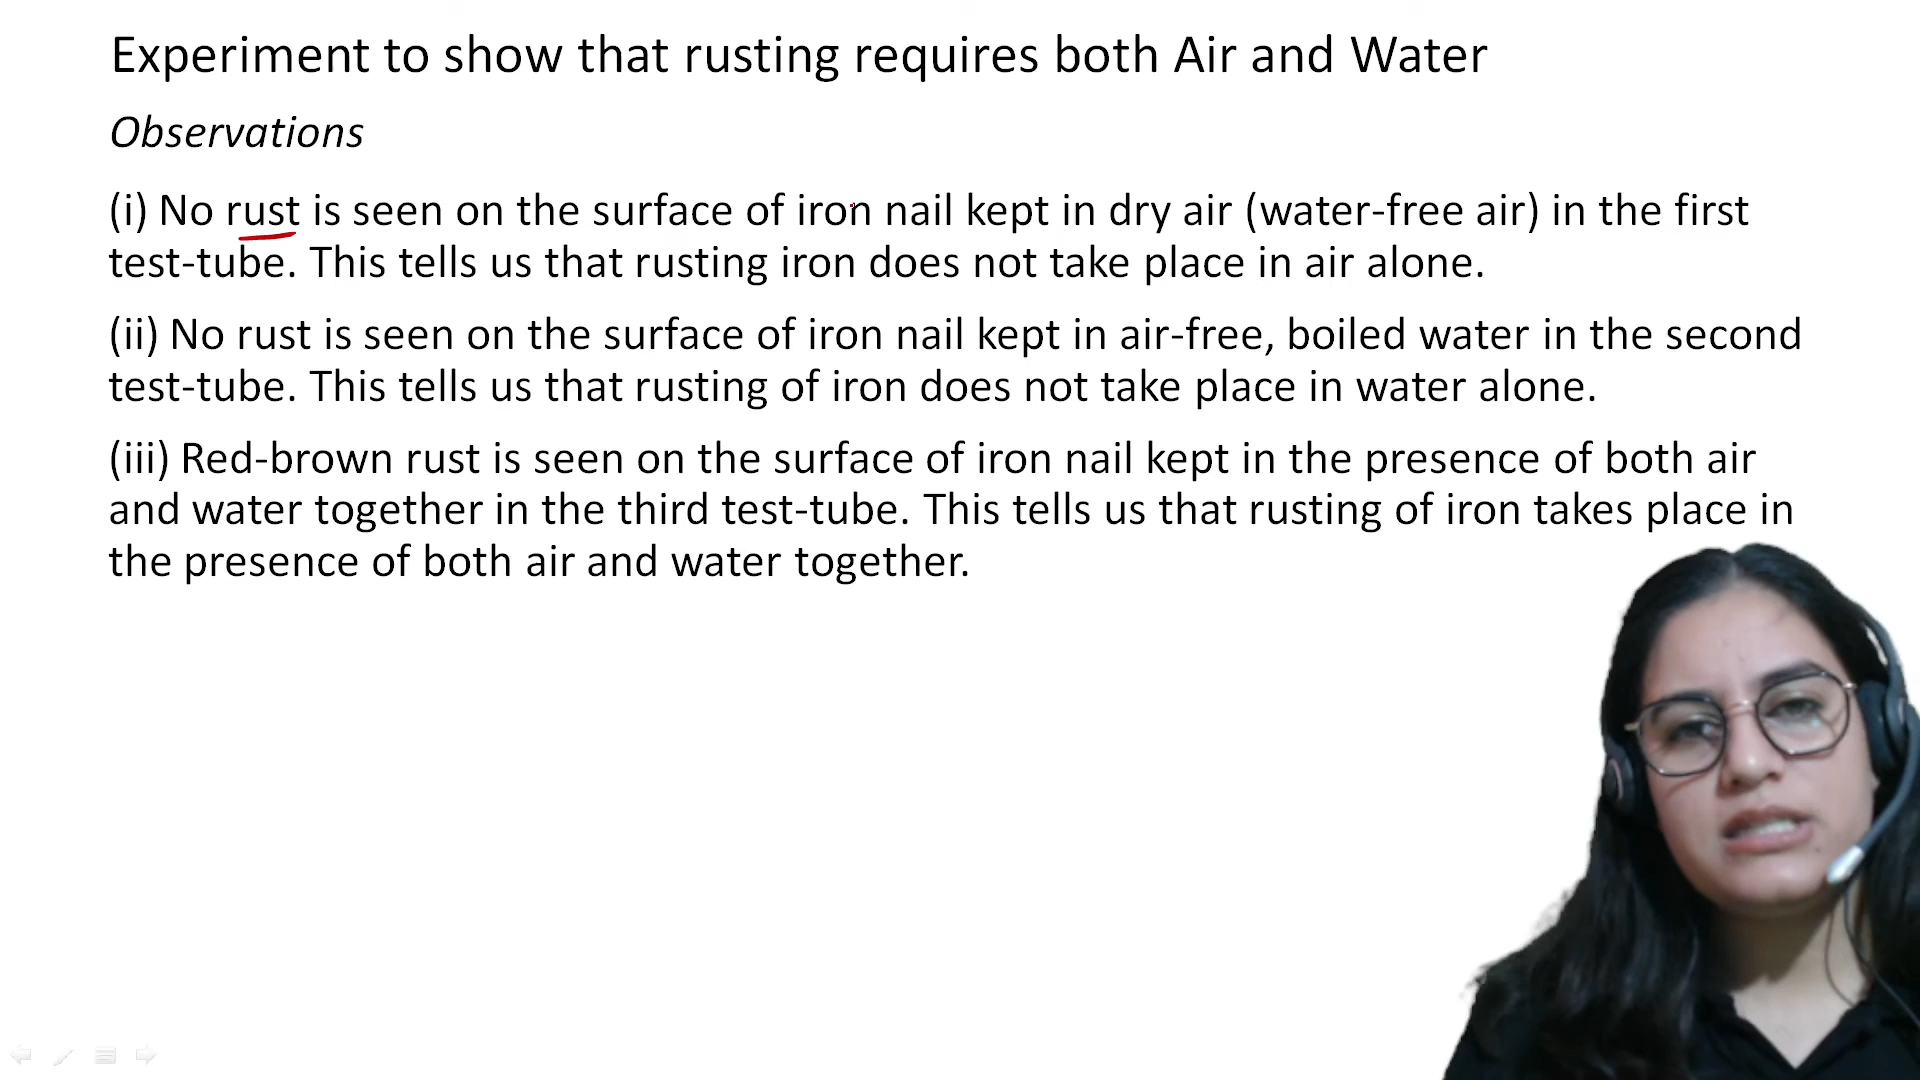 Experiment to show that rusting requires both Air and Water
Observations
(i) No rust is seen on the surface of iron nail kept in dry air (water-free air) in the first
test-tube. This tells us that rusting iron does not take place in air alone.
(ii) No rust is seen on the surface of iron nail kept in air-free, boiled water in the second
test-tube. This tells us that rusting of iron does not take place in water alone.
(iii) Red-brown rust is seen on the surface of iron nail kept in the presence of both air
and water together in the third test-tube. This tells us that rusting of iron takes place in
the presence of both air and water together.